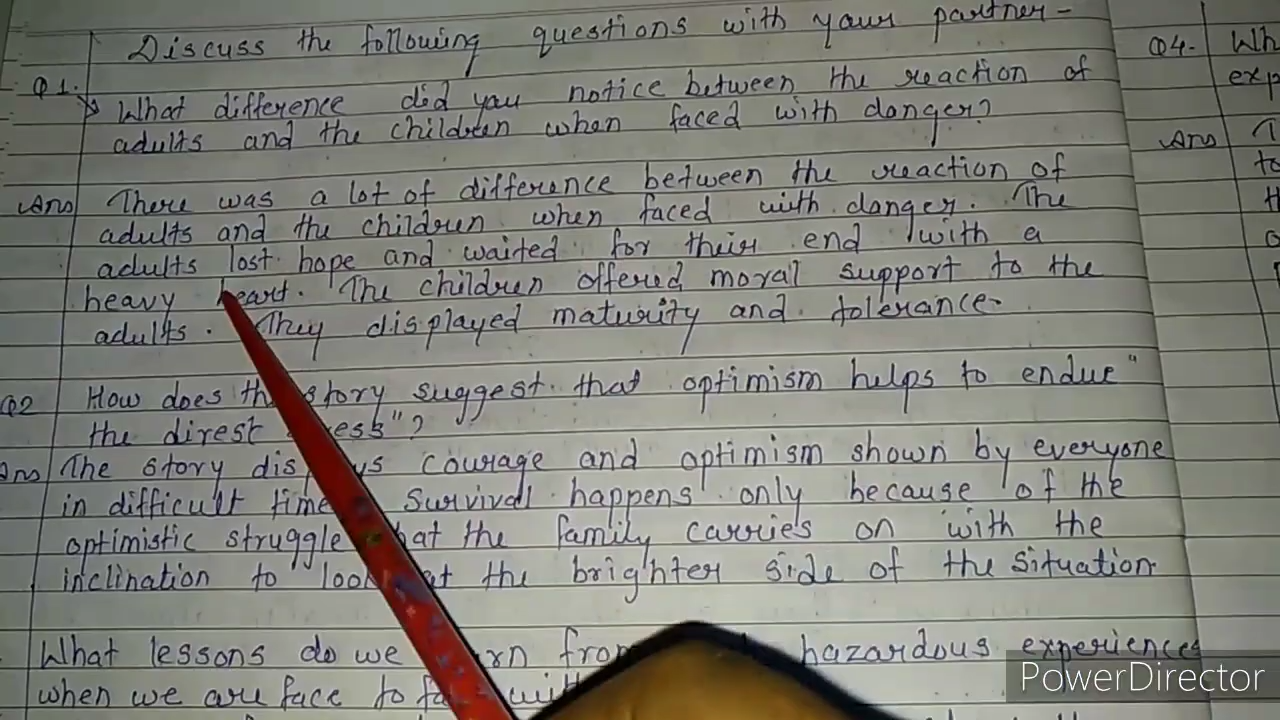 Discuss the following questions with your partner-
Q1. What difference did you notice between the reaction of
adults and the children when faced with danger?
Ans There was a lot of difference between the reaction of
adults and the children when faced with danger. The
adults lost hope and waited for their end with a
heavy heart. The children offered moral support to the
adults. They displayed maturity and tolerance.
Q2 How does the story suggest that optimism helps to endue"
the direst"?
Ans The story courage and optimism shown by everyone
in difficult time Survival happens only because of the
optimistic struggle that the family carries on with the
inclination to look at the brighter side of the situation
What lessons do we from hazardous experiences
when we are face to
Q4. Wh
exp
Ans T
to
PowerDirector